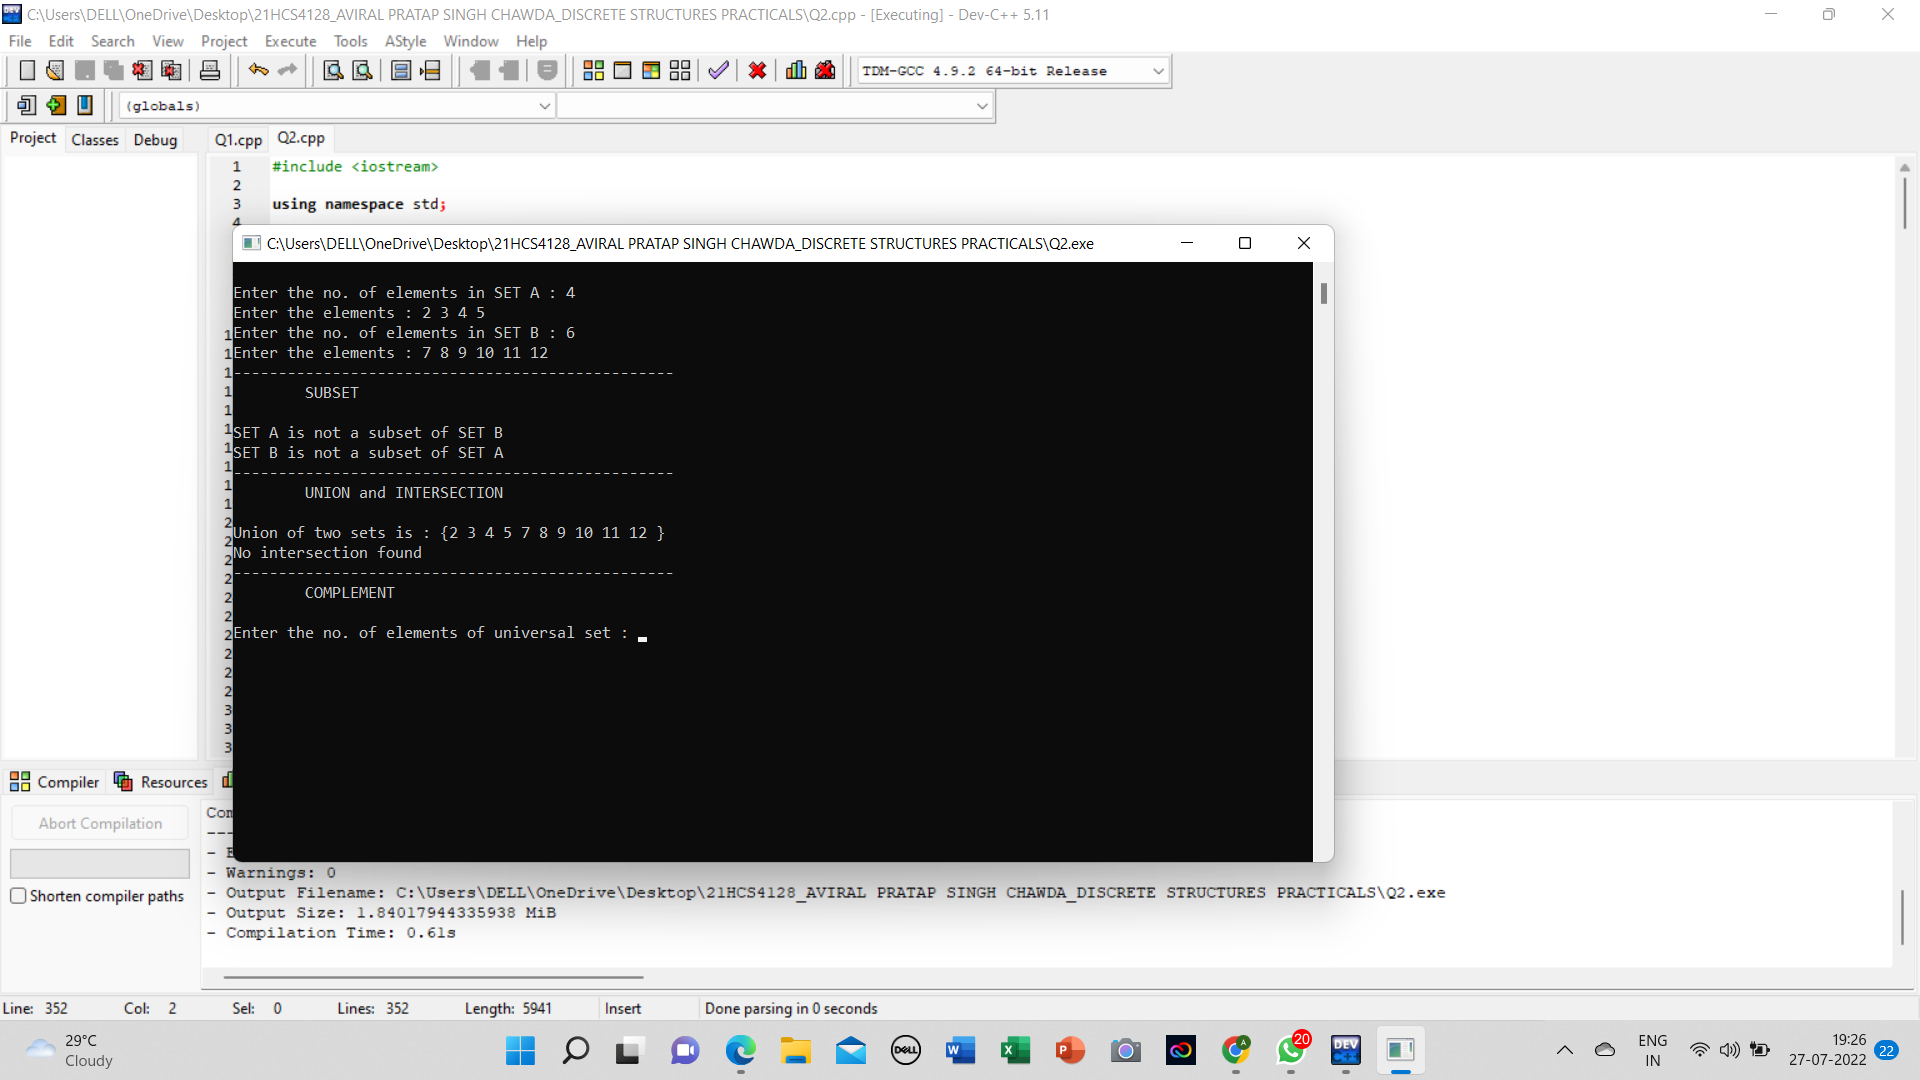 C:\Users\DELL\OneDrive\Desktop\21HCS4128_AVIRAL PRATAP SINGH CHAWDA_DISCRETE STRUCTURES PRACTICALS\Q2.cpp - [Executing] - Dev-C++ 5.11
File Edit Search View Project Execute Tools AStyle Window Help
TDM-GCC 4.9.2 64-bit Release
(globals)
Project Classes Debug Q1.cpp Q2.cpp
1 #include <iostream>
2
3 using namespace std;
4
C:\Users\DELL\OneDrive\Desktop\21HCS4128_AVIRAL PRATAP SINGH CHAWDA_DISCRETE STRUCTURES PRACTICALS\Q2.exe
Enter the no. of elements in SET A : 4
Enter the elements : 2 3 4 5
Enter the no. of elements in SET B : 6
Enter the elements : 7 8 9 10 11 12
-------------------------------------------------
SUBSET
SET A is not a subset of SET B
SET B is not a subset of SET A
-------------------------------------------------
UNION and INTERSECTION
Union of two sets is : {2 3 4 5 7 8 9 10 11 12 }
No intersection found
-------------------------------------------------
COMPLEMENT
Enter the no. of elements of universal set :
Compiler Resources
Abort Compilation
Shorten compiler paths
Com
- Warnings: 0
- Output Filename: C:\Users\DELL\OneDrive\Desktop\21HCS4128_AVIRAL PRATAP SINGH CHAWDA_DISCRETE STRUCTURES PRACTICALS\Q2.exe
- Output Size: 1.84017944335938 MiB
- Compilation Time: 0.61s
Line: 352 Col: 2 Sel: 0 Lines: 352 Length: 5941 Insert Done parsing in 0 seconds
29°C
Cloudy
DELL
DEV C++
20
ENG
IN
19:26
27-07-2022
22